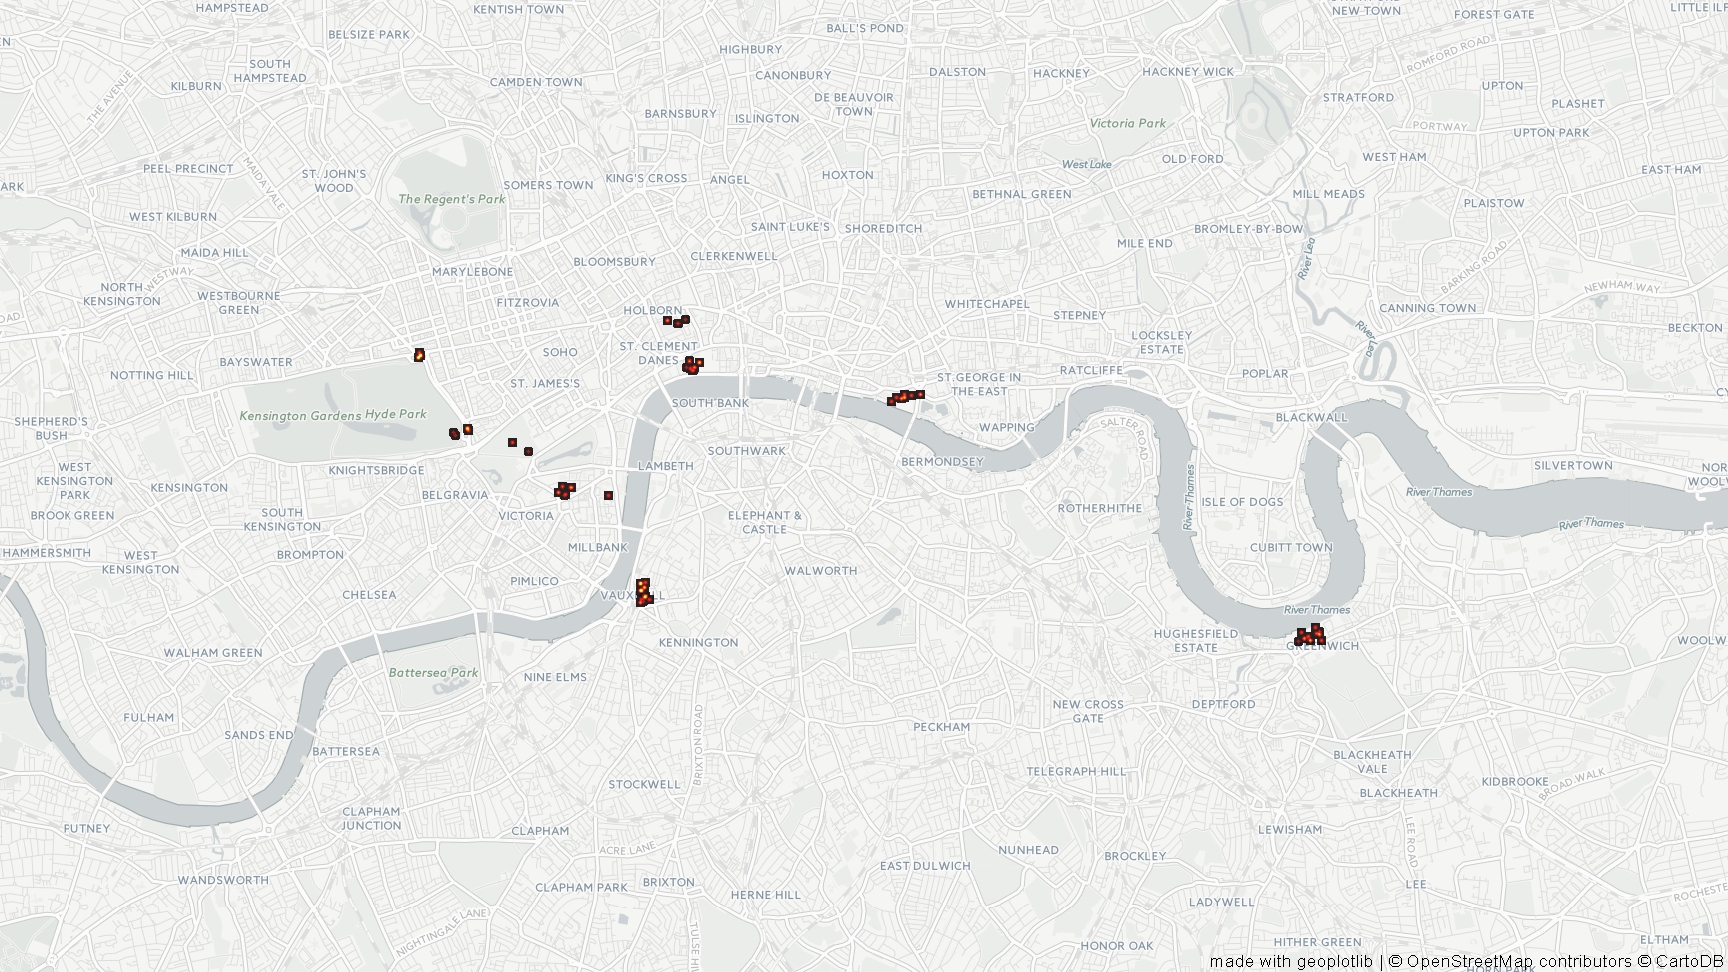 HAMPSTEAD
KENTISH TOWN
NEW TOWN
FOREST GATE
BELSIZE PARK
BALL'S POND
HIGHBURY
ROMFORD ROAD
SOUTH
HAMPSTEAD
KILBURN
THE AVENUE
CAMDEN TOWN
CANONBURY
DALSTON
HACKNEY
HACKNEY WICK
UPTON
DE BEAUVOIR
TOWN
STRATFORD
PLASHET
BARNSBURY
ISLINGTON
Victoria Park
PORTWAY
UPTON PARK
PEEL PRECINCT
MAIDA VALE
ST. JOHN'S
WOOD
SOMERS TOWN
KING'S CROSS
ANGEL
HOXTON
West Lake
OLD FORD
WEST HAM
EAST HAM
ARK
The Regent's Park
BETHNAL GREEN
MILL MEADS
PLAISTOW
WEST KILBURN
SAINT LUKE'S
SHOREDITCH
BROMLEY-BY-BOW
MILE END
MAIDA HILL
CLERKENWELL
BLOOMSBURY
MARYLEBONE
WESTWAY
River Lea
BARKING ROAD
NORTH
KENSINGTON
WESTBOURNE
GREEN
FITZROVIA
HOLBORN
WHITECHAPEL
STEPNEY
CANNING TOWN
NEWHAM WAY
BECKTON
ROAD
LOCKSLEY
ESTATE
River Lea
BAYSWATER
SOHO
ST. CLEMENT
DANES
NOTTING HILL
ST. JAMES'S
ST.GEORGE IN
THE EAST
RATCLIFFE
POPLAR
Kensington Gardens
Hyde Park
SOUTH BANK
BLACKWALL
SHEPHERD'S
BUSH
WAPPING
SALTER ROAD
SOUTHWARK
BERMONDSEY
KNIGHTSBRIDGE
LAMBETH
SILVERTOWN
WEST
KENSINGTON
PARK
KENSINGTON
BELGRAVIA
River Thames
River Thames
ISLE OF DOGS
ROTHERHITHE
BROOK GREEN
SOUTH
KENSINGTON
VICTORIA
ELEPHANT &
CASTLE
River Thames
HAMMERSMITH
WEST
KENSINGTON
BROMPTON
MILLBANK
CUBITT TOWN
PIMLICO
WALWORTH
CHELSEA
River Thames
KENNINGTON
HUGHESFIELD
ESTATE
GREENWICH
WALHAM GREEN
Battersea Park
NINE ELMS
NEW CROSS
GATE
DEPTFORD
FULHAM
SANDS END
PECKHAM
BRIXTON ROAD
BATTERSEA
BLACKHEATH
VALE
TELEGRAPH HILL
KIDBROOKE
BROAD WALK
STOCKWELL
BLACKHEATH
CLAPHAM
JUNCTION
CLAPHAM
LEWISHAM
LEE ROAD
ACRE LANE
NUNHEAD
BROCKLEY
EAST DULWICH
WANDSWORTH
CLAPHAM PARK
BRIXTON
HERNE HILL
LEE
LADYWELL
NIGHTINGALE LANE
HONOR OAK
HITHER GREEN
ELTHAM
made with geoplotlib | © OpenStreetMap contributors © CartoDB